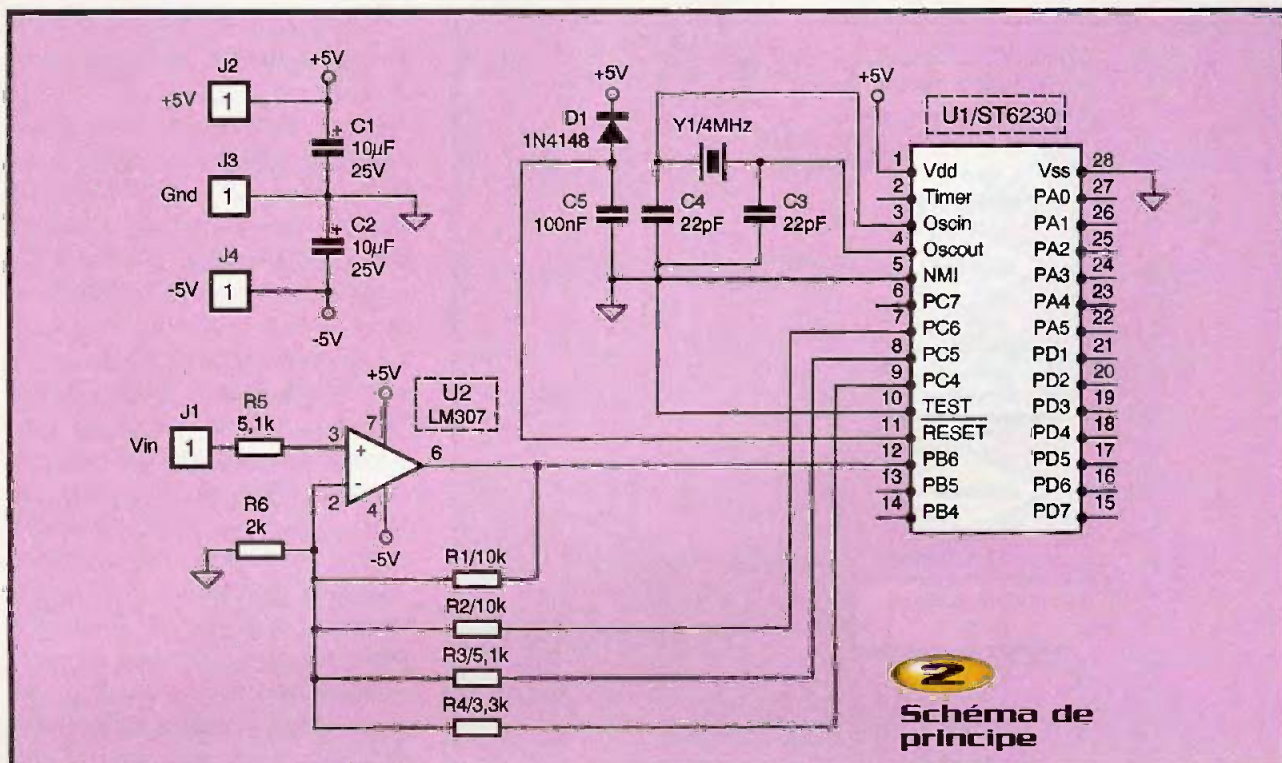 J2
+5V
1
+5V
C1
10µF
25V
J3
Gnd
1
C2
10µF
25V
J4
-5V
1
-5V
+5V
D1
1N4148
Y1/4MHz
C5
100nF
C4
22pF
C3
22pF
+5V
U1/ST6230
1 Vdd Vss 28
2 Timer PA0 27
3 Oscin PA1 26
4 Oscout PA2 25
5 NMI PA3 24
6 PC7 PA4 23
7 PC6 PA5 22
8 PC5 PD1 21
9 PC4 PD2 20
10 TEST PD3 19
11 RESET PD4 18
12 PB6 PD5 17
13 PB5 PD6 16
14 PB4 PD7 15
+5V
U2
LM307
J1
Vin
1
R5
5,1k
3
+
7
6
-
2
4
-5V
R6
2k
R1/10k
R2/10k
R3/5,1k
R4/3,3k
2
Schéma de
principe